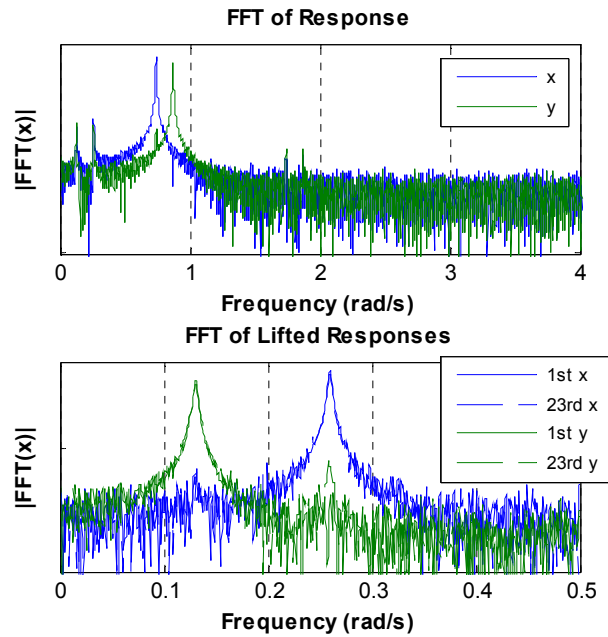 FFT of Response
|FFT(x)|
x
y
0 1 2 3 4
Frequency (rad/s)
FFT of Lifted Responses
|FFT(x)|
1st x
23rd x
1st y
23rd y
0 0.1 0.2 0.3 0.4 0.5
Frequency (rad/s)